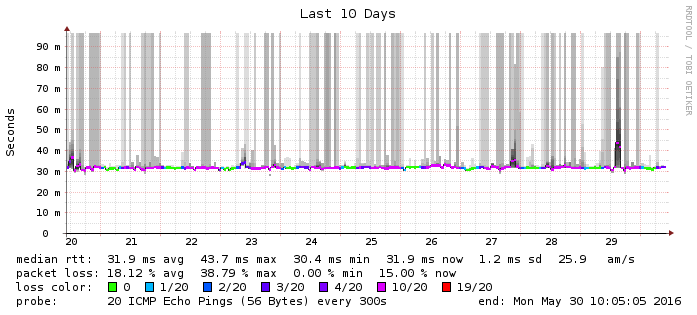 Last 10 Days
RRDTOOL / TOBI OETIKER
Seconds
90 m
80 m
70 m
60 m
50 m
40 m
30 m
20 m
10 m
0
20 21 22 23 24 25 26 27 28 29
median rtt: 31.9 ms avg 43.7 ms max 30.4 ms min 31.9 ms now 1.2 ms sd 25.9 am/s
packet loss: 18.12 % avg 38.79 % max 0.00 % min 15.00 % now
loss color: 0 1/20 2/20 3/20 4/20 10/20 19/20
probe: 20 ICMP Echo Pings (56 Bytes) every 300s end: Mon May 30 10:05:05 2016